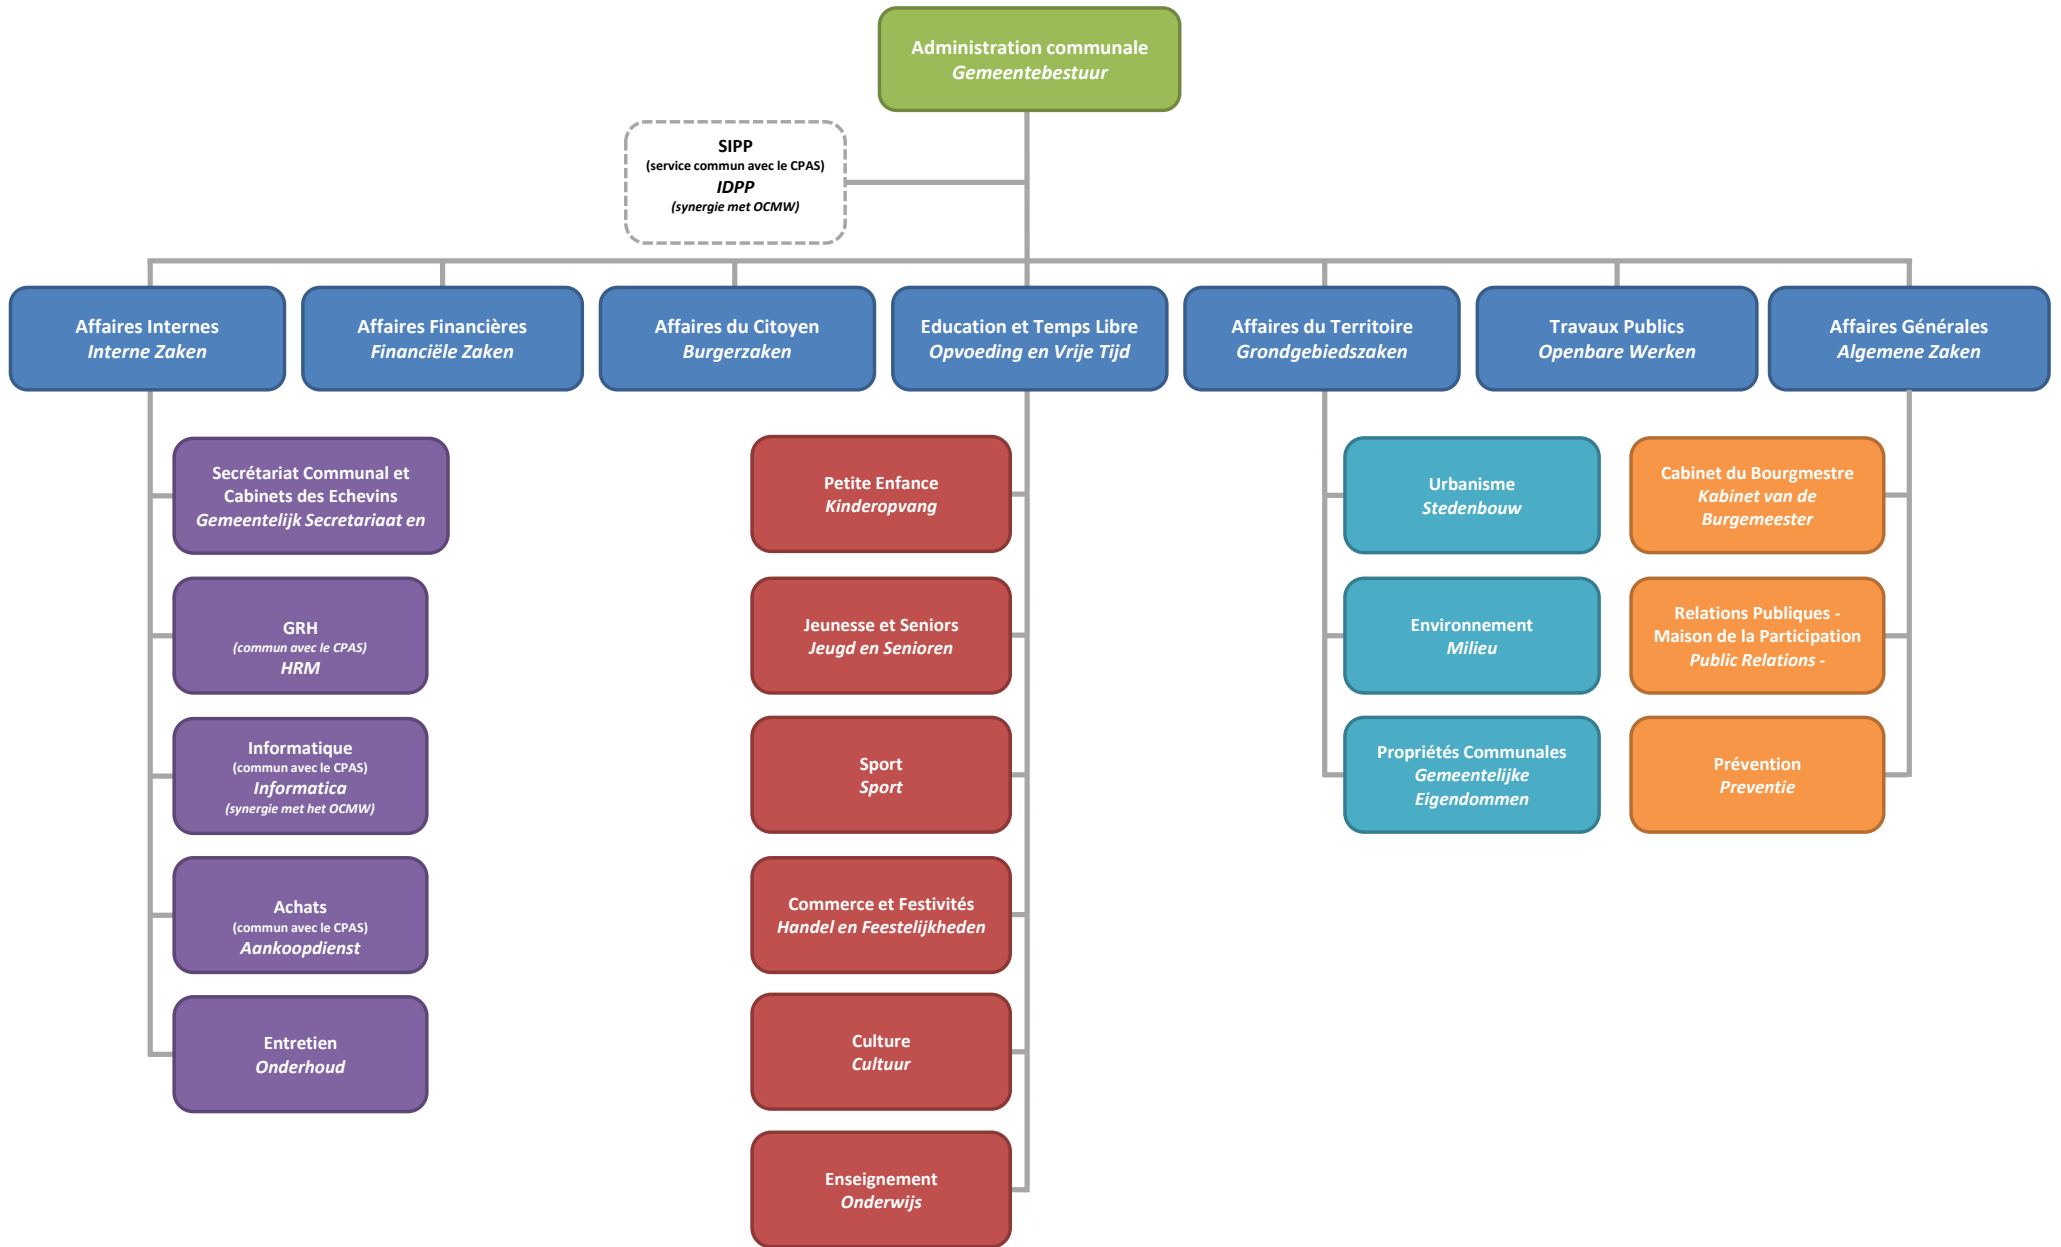 Administration communale
Gemeentebestuur
SIPP
(service commun avec le CPAS)
IDPP
(synergie met OCMW)
Affaires Internes
Interne Zaken
Affaires Financières
Financiële Zaken
Affaires du Citoyen
Burgerzaken
Education et Temps Libre
Opvoeding en Vrije Tijd
Affaires du Territoire
Grondgebiedszaken
Travaux Publics
Openbare Werken
Affaires Générales
Algemene Zaken
Secrétariat Communal et
Cabinets des Echevins
Gemeentelijk Secretariaat en
GRH
(commun avec le CPAS)
HRM
Informatique
(commun avec le CPAS)
Informatica
(synergie met het OCMW)
Achats
(commun avec le CPAS)
Aankoopdienst
Entretien
Onderhoud
Petite Enfance
Kinderopvang
Jeunesse et Seniors
Jeugd en Senioren
Sport
Sport
Commerce et Festivités
Handel en Feestelijkheden
Culture
Cultuur
Enseignement
Onderwijs
Urbanisme
Stedenbouw
Environnement
Milieu
Propriétés Communales
Gemeentelijke
Eigendommen
Cabinet du Bourgmestre
Kabinet van de
Burgemeester
Relations Publiques -
Maison de la Participation
Public Relations -
Prévention
Preventie